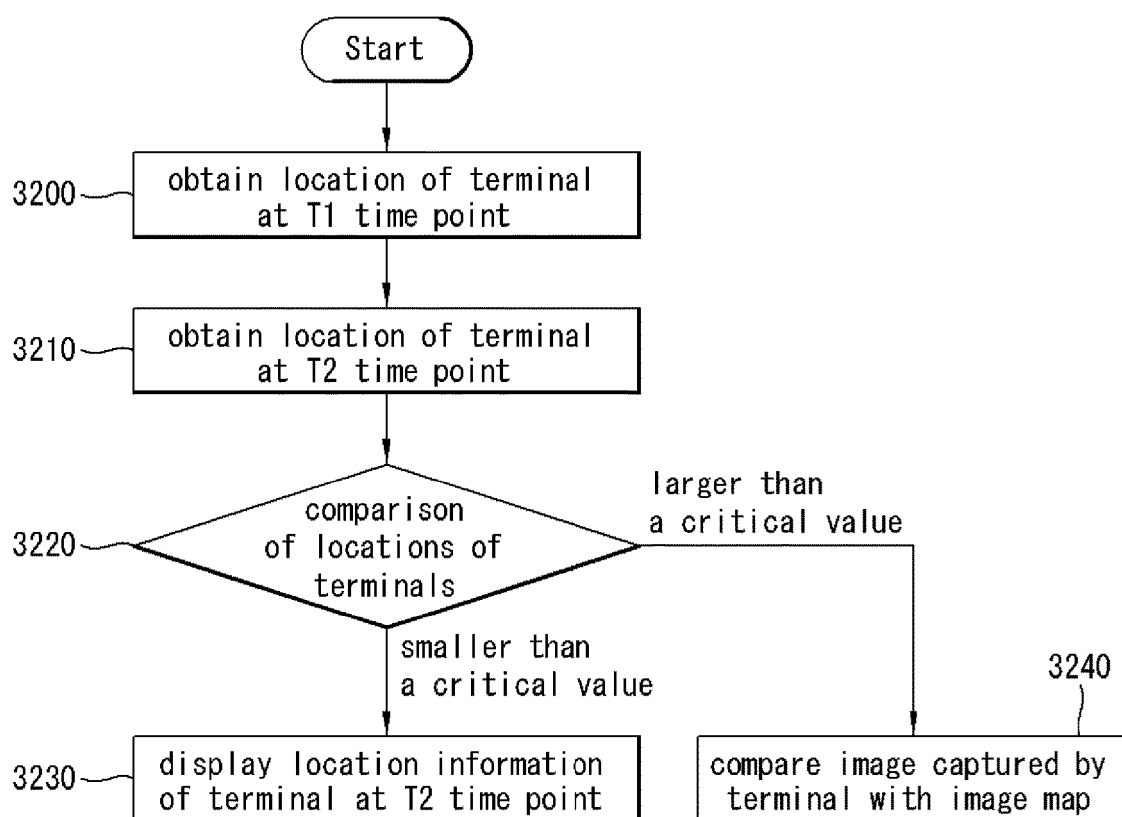 Start
3200
obtain location of terminal
at T1 time point
3210
obtain location of terminal
at T2 time point
3220
comparison
of locations of
terminals
larger than
a critical value
smaller than
a critical value
3230
display location information
of terminal at T2 time point
3240
compare image captured by
terminal with image map